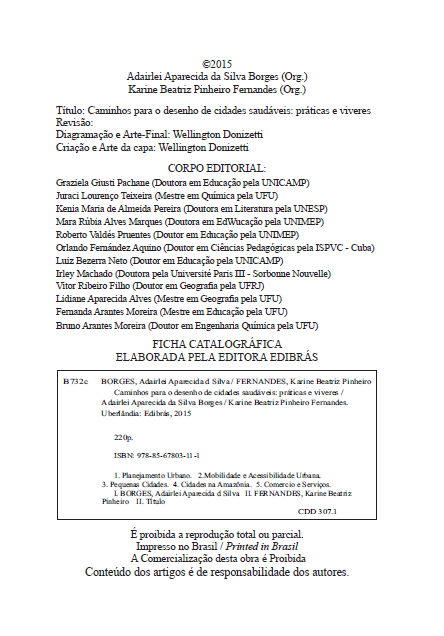 ©2015
Adairlei Aparecida da Silva Borges (Org.)
Karine Beatriz Pinheiro Fernandes (Org.)
Título: Caminhos para o desenho de cidades saudáveis: práticas e viveres
Revisão:
Diagramação e Arte-Final: Wellington Donizetti
Criação e Arte da capa: Wellington Donizetti
CORPO EDITORIAL:
Graziela Giusti Pachane (Doutora em Educação pela UNICAMP)
Juraci Lourenço Teixeira (Mestre em Química pela UFU)
Kenia Maria de Almeida Pereira (Doutora em Literatura pela UNESP)
Mara Rúbia Alves Marques (Doutora em EdWucação pela UNIMEP)
Roberto Valdés Pruentes (Doutor em Educação pela UNIMEP)
Orlando Fernández Aquino (Doutor em Ciências Pedagógicas pela ISPVC - Cuba)
Luiz Bezerra Neto (Doutor em Educação pela UNICAMP)
Irley Machado (Doutora pela Université Paris III - Sorbonne Nouvelle)
Vitor Ribeiro Filho (Doutor em Geografia pela UFRJ)
Lidiane Aparecida Alves (Mestre em Geografia pela UFU)
Fernanda Arantes Moreira (Mestre em Educação pela UFU)
Bruno Arantes Moreira (Doutor em Engenharia Química pela UFU)
FICHA CATALOGRÁFICA
ELABORADA PELA EDITORA EDIBRÁS
B732c BORGES, Adairlei Aparecida d Silva / FERNANDES, Karine Beatriz Pinheiro
Caminhos para o desenho de cidades saudáveis: práticas e viveres /
Adairlei Aparecida da Silva Borges / Karine Beatriz Pinheiro Fernandes.
Uberlândia: Edibrás, 2015
220p.
ISBN: 978-85-67803-11-1
1. Planejamento Urbano. 2.Mobilidade e Acessibilidade Urbana.
3. Pequenas Cidades. 4. Cidades na Amazônia. 5. Comercio e Serviços.
I. BORGES, Adairlei Aparecida d Silva II. FERNANDES, Karine Beatriz
Pinheiro II. Título
CDD 307.1
É proibida a reprodução total ou parcial.
Impresso no Brasil / Printed in Brasil
A Comercialização desta obra é Proibida
Conteúdo dos artigos é de responsabilidade dos autores.